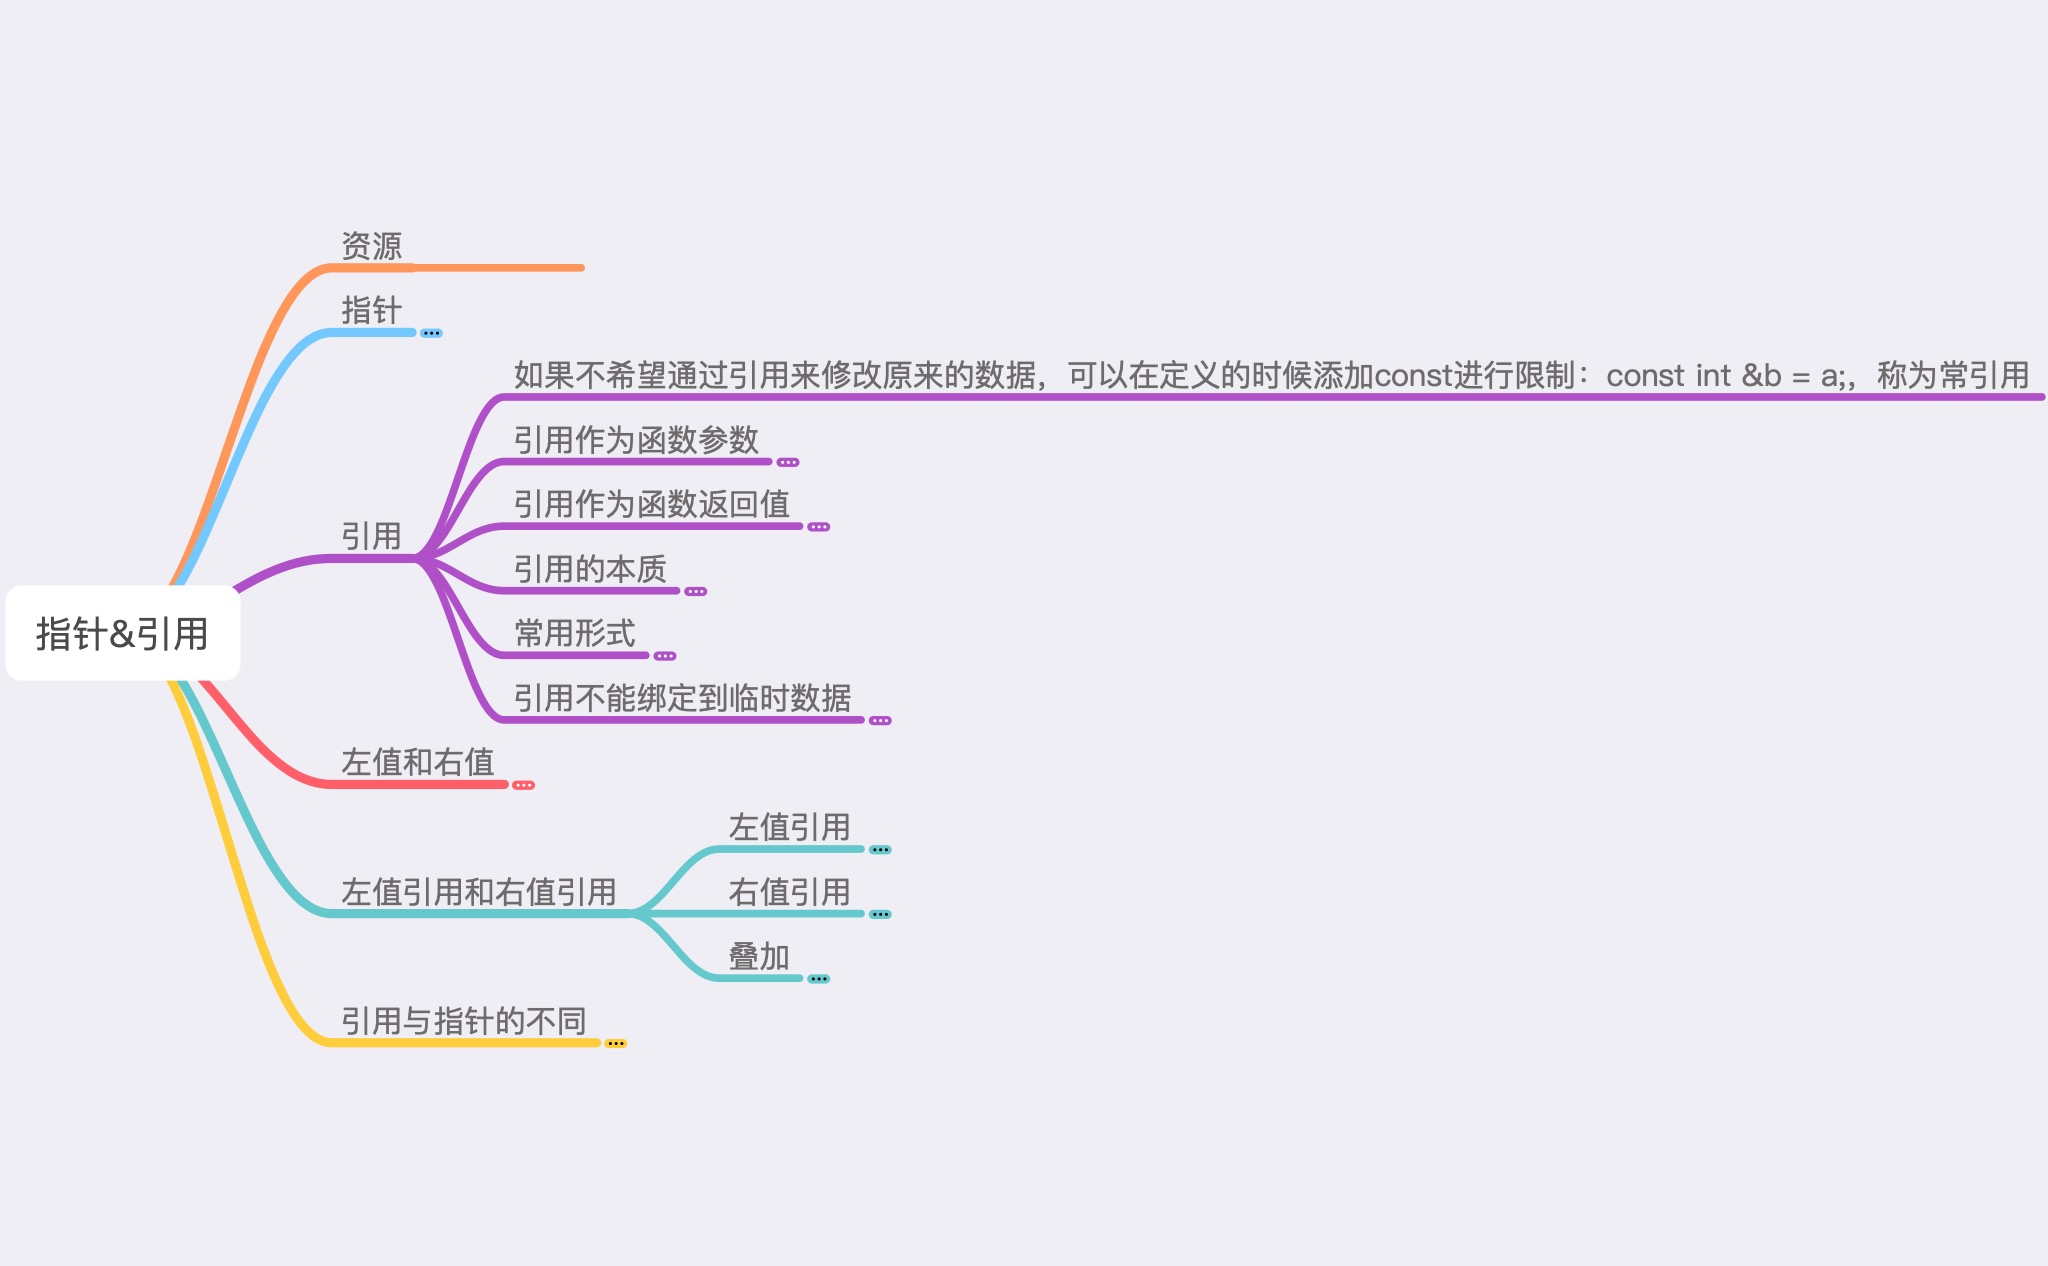 资源
指针
如果不希望通过引用来修改原来的数据，可以在定义的时候添加const进行限制：const int &b = a;，称为常引用
引用作为函数参数
引用作为函数返回值
引用
引用的本质
指针&引用
常用形式
引用不能绑定到临时数据
左值和右值
左值引用
左值引用和右值引用
右值引用
叠加
引用与指针的不同